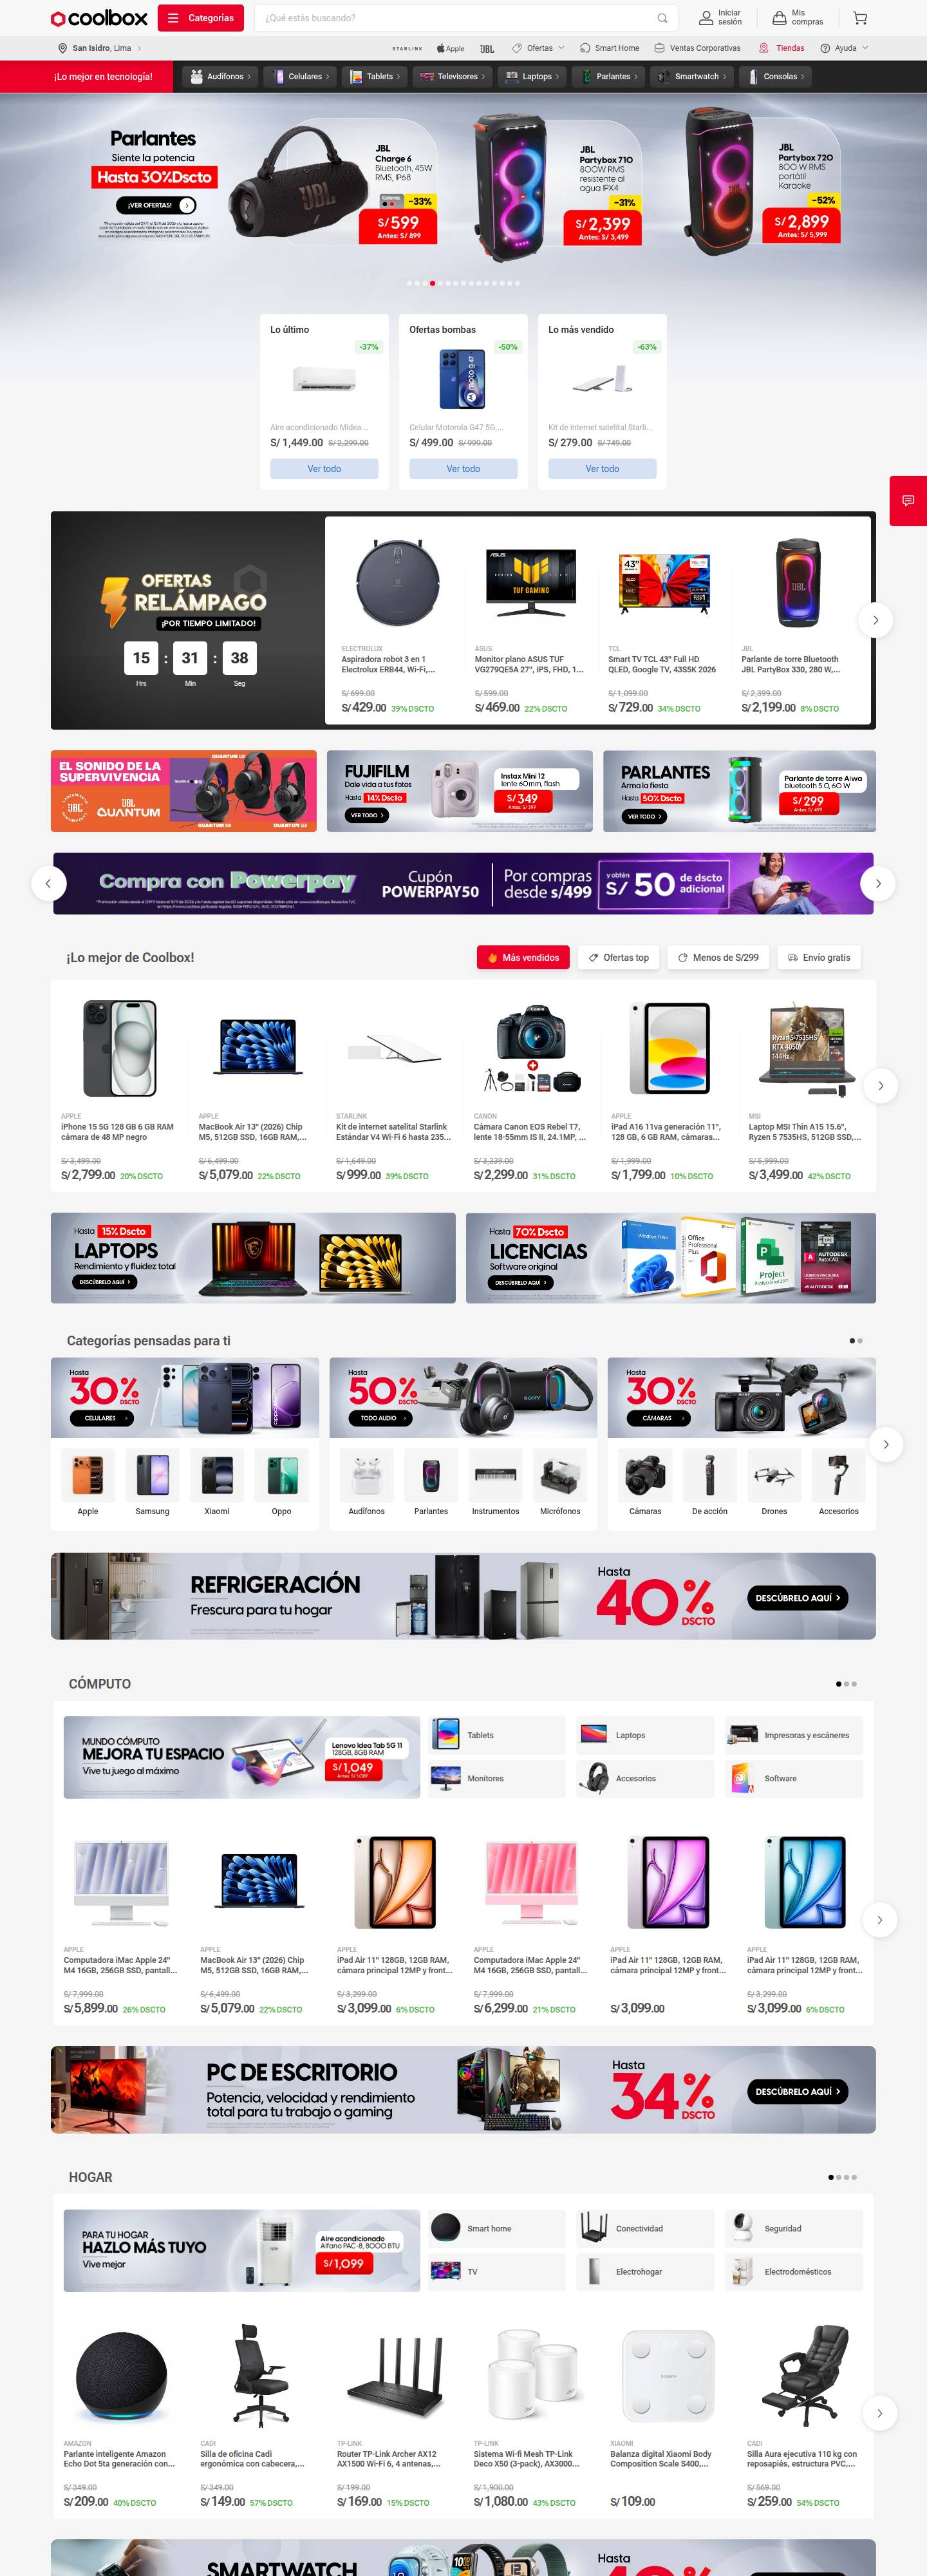 coolbox
Categorías
¿Qué estás buscando?
Iniciar sesión
Mis compras
San Isidro, Lima
STARLINK
Apple
JBL
Ofertas
Smart Home
Ventas Corporativas
Tiendas
Ayuda
¡Lo mejor en tecnología!
Audífonos
Celulares
Tablets
Televisores
Laptops
Parlantes
Smartwatch
Consolas
Parlantes
Siente la potencia
Hasta 30%Dscto
¡VER OFERTAS!
JBL
Charge 6
Bluetooth, 45W
RMS, IP68
Colores:
-33%
S/ 599
Antes: S/ 899
JBL
Partybox 710
800W RMS
resistente al
agua IPX4
-31%
S/ 2,399
Antes: S/ 3,499
JBL
Partybox 720
800 W RMS
portátil
Karaoke
-52%
S/ 2,899
Antes: S/ 5,999
Lo último
-37%
Aire acondicionado Midea...
S/ 1,449.00 S/ 2,299.00
Ver todo
Ofertas bombas
-50%
moto g47
Celular Motorola G47 5G,...
S/ 499.00 S/ 999.00
Ver todo
Lo más vendido
-63%
Kit de internet satelital Starli...
S/ 279.00 S/ 749.00
Ver todo
OFERTAS
RELÁMPAGO
¡POR TIEMPO LIMITADO!
15 : 31 : 38
Hrs Min Seg
ELECTROLUX
Aspiradora robot 3 en 1
Electrolux ERB44, Wi-Fi,...
S/ 699.00
S/ 429.00 39% DSCTO
ASUS
TUF GAMING
ASUS
Monitor plano ASUS TUF
VG279QE5A 27", IPS, FHD, 1...
S/ 599.00
S/ 469.00 22% DSCTO
43"
TCL
Smart TV TCL 43" Full HD
QLED, Google TV, 43S5K 2026
S/ 1,099.00
S/ 729.00 34% DSCTO
JBL
JBL
Parlante de torre Bluetooth
JBL PartyBox 330, 280 W,...
S/ 2,399.00
S/ 2,199.00 8% DSCTO
EL SONIDO DE LA
SUPERVIVENCIA
JBL
JBL
QUANTUM
QUANTUM
QUANTUM
QUANTUM
FUJIFILM
Dale vida a tus fotos
Hasta 14% Dscto
VER TODO
Instax Mini 12
lente 60mm, flash
S/ 349
Antes: S/ 399
PARLANTES
Arma la fiesta
Hasta 50% Dscto
VER TODO
Parlante de torre Aiwa
bluetooth 5.0, 60 W
S/ 299
Antes: S/ 499
Compra con Powerpay
Cupón
POWERPAY50
Por compras
desde s/499
y obtén
S/ 50 de dscto
adicional
¡Lo mejor de Coolbox!
Más vendidos
Ofertas top
Menos de S/299
Envío gratis
APPLE
iPhone 15 5G 128 GB 6 GB RAM
cámara de 48 MP negro
S/ 3,499.00
S/ 2,799.00 20% DSCTO
APPLE
MacBook Air 13" (2026) Chip
M5, 512GB SSD, 16GB RAM,...
S/ 6,499.00
S/ 5,079.00 22% DSCTO
STARLINK
Kit de internet satelital Starlink
Estándar V4 Wi-Fi 6 hasta 235...
S/ 1,649.00
S/ 999.00 39% DSCTO
CANON
Cámara Canon EOS Rebel T7,
lente 18-55mm IS II, 24.1MP, ...
S/ 3,339.00
S/ 2,299.00 31% DSCTO
APPLE
iPad A16 11va generación 11",
128 GB, 6 GB RAM, cámaras...
S/ 1,999.00
S/ 1,799.00 10% DSCTO
Ryzen 5-7535HS
RTX 4050
144Hz
MSI
Laptop MSI Thin A15 15.6",
Ryzen 5 7535HS, 512GB SSD,...
S/ 5,999.00
S/ 3,499.00 42% DSCTO
Hasta 15% Dscto
LAPTOPS
Rendimiento y fluidez total
DESCÚBRELO AQUÍ
Hasta 70% Dscto
LICENCIAS
Software original
DESCÚBRELO AQUÍ
Windows 11 Pro
Office
Professional
Plus
Project
Professional 2021
AUTODESK
AutoCAD
AUTODESK
Categorías pensadas para ti
Hasta
30%
DSCTO
CELULARES
Apple
Samsung
Xiaomi
Oppo
Hasta
50%
DSCTO
TODO AUDIO
SONY
Audífonos
Parlantes
Instrumentos
Micrófonos
Hasta
30%
DSCTO
CÁMARAS
Cámaras
De acción
Drones
Accesorios
REFRIGERACIÓN
Frescura para tu hogar
Hasta
40%
DSCTO
DESCÚBRELO AQUÍ
CÓMPUTO
MUNDO CÓMPUTO
MEJORA TU ESPACIO
Vive tu juego al máximo
Lenovo Idea Tab 5G 11
128GB, 8GB RAM
S/ 1,049
Tablets
Laptops
Impresoras y escáneres
Monitores
Accesorios
Software
APPLE
Computadora iMac Apple 24"
M4 16GB, 256GB SSD, pantall...
S/ 7,999.00
S/ 5,899.00 26% DSCTO
APPLE
MacBook Air 13" (2026) Chip
M5, 512GB SSD, 16GB RAM,...
S/ 6,499.00
S/ 5,079.00 22% DSCTO
APPLE
iPad Air 11" 128GB, 12GB RAM,
cámara principal 12MP y front...
S/ 3,299.00
S/ 3,099.00 6% DSCTO
APPLE
Computadora iMac Apple 24"
M4 16GB, 256GB SSD, pantall...
S/ 7,999.00
S/ 6,299.00 21% DSCTO
APPLE
iPad Air 11" 128GB, 12GB RAM,
cámara principal 12MP y front...
S/ 3,099.00
APPLE
iPad Air 11" 128GB, 12GB RAM,
cámara principal 12MP y front...
S/ 3,299.00
S/ 3,099.00 6% DSCTO
PC DE ESCRITORIO
Potencia, velocidad y rendimiento
total para tu trabajo o gaming
Hasta
34%
DSCTO
DESCÚBRELO AQUÍ
HOGAR
PARA TU HOGAR
HAZLO MÁS TUYO
Vive mejor
Aire acondicionado
Alfano PAC-8, 8000 BTU
S/ 1,099
Smart home
Conectividad
Seguridad
TV
Electrohogar
Electrodomésticos
AMAZON
Parlante inteligente Amazon
Echo Dot 5ta generación con...
S/ 349.00
S/ 209.00 40% DSCTO
CADI
Silla de oficina Cadi
ergonómica con cabecera,...
S/ 349.00
S/ 149.00 57% DSCTO
TP-LINK
Router TP-Link Archer AX12
AX1500 Wi-Fi 6, 4 antenas,...
S/ 199.00
S/ 169.00 15% DSCTO
TP-LINK
Sistema Wi-fi Mesh TP-Link
Deco X50 (3-pack), AX3000...
S/ 1,900.00
S/ 1,080.00 43% DSCTO
XIAOMI
Balanza digital Xiaomi Body
Composition Scale S400,...
S/ 109.00
CADI
Silla Aura ejecutiva 110 kg con
reposapiés, estructura PVC,...
S/ 569.00
S/ 259.00 54% DSCTO
SMARTWATCH
Hasta